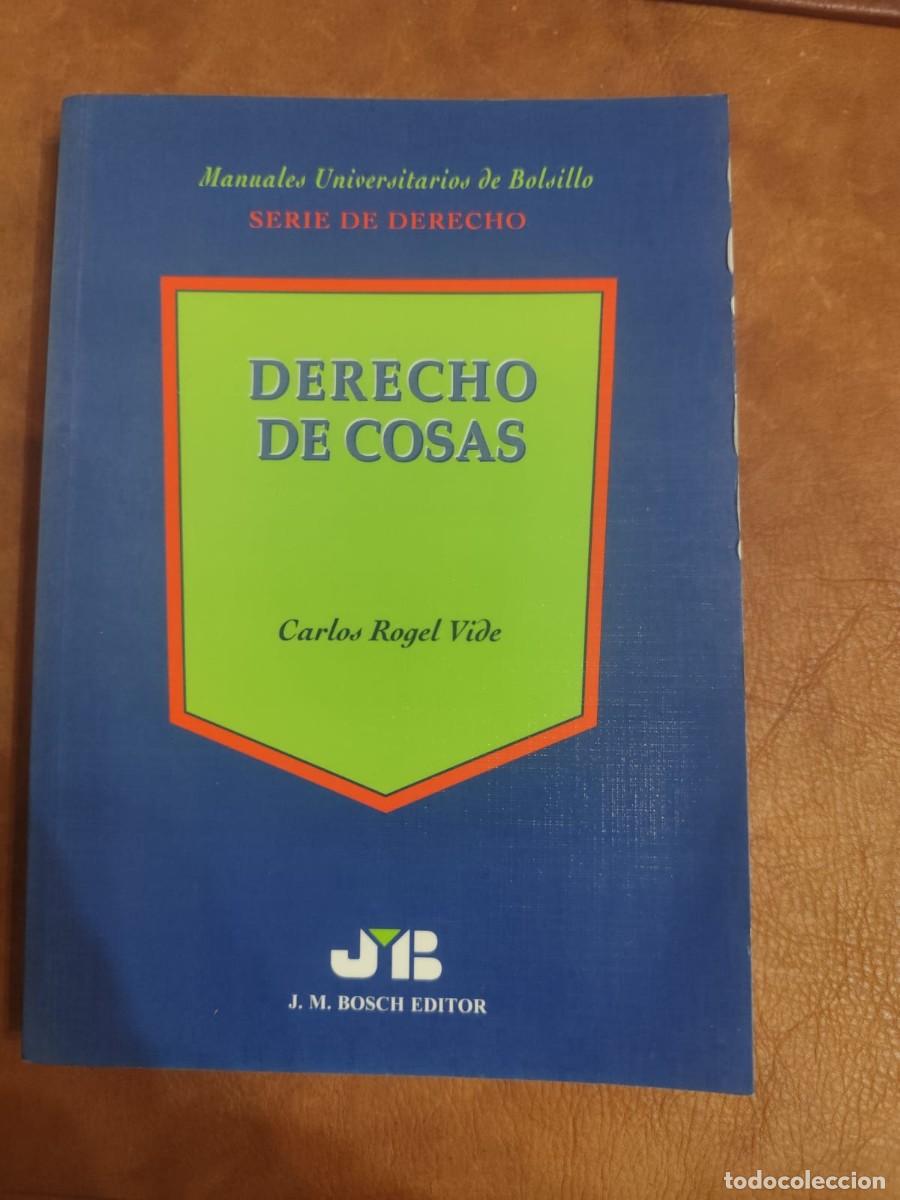 Manuales Universitarios de Bolsillo
SERIE DE DERECHO
DERECHO
DE COSAS
Carlos Rogel Vide
JMB
J. M. BOSCH EDITOR
todocoleccion